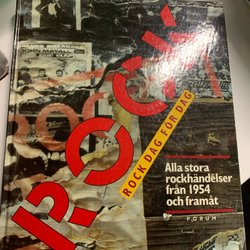 ROCK
ROCK DAG FÖR DAG
Alla stora
rockhändelser
från 1954
och framåt
FORUM